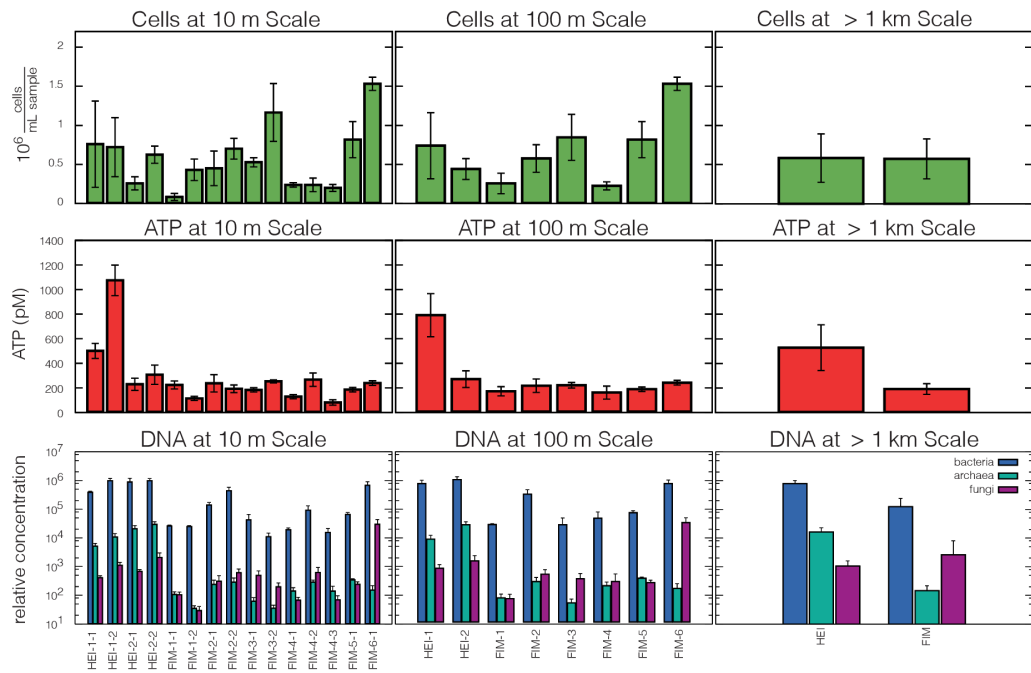 Cells at 10 m Scale
Cells at 100 m Scale
Cells at > 1 km Scale
10^6 cells / mL sample
2
1.5
1
0.5
0
ATP at 10 m Scale
ATP at 100 m Scale
ATP at > 1 km Scale
ATP (pM)
1400
1200
1000
800
600
400
200
0
DNA at 10 m Scale
DNA at 100 m Scale
DNA at > 1 km Scale
relative concentration
10^7
10^6
10^5
10^4
10^3
10^2
10^1
bacteria
archaea
fungi
HEI-1-1
HEI-1-2
HEI-2-1
HEI-2-2
FIM-1-1
FIM-1-2
FIM-2-1
FIM-2-2
FIM-3-1
FIM-3-2
FIM-4-1
FIM-4-2
FIM-4-3
FIM-5-1
FIM-6-1
HEI-1
HEI-2
FIM-1
FIM-2
FIM-3
FIM-4
FIM-5
FIM-6
HEI
FIM